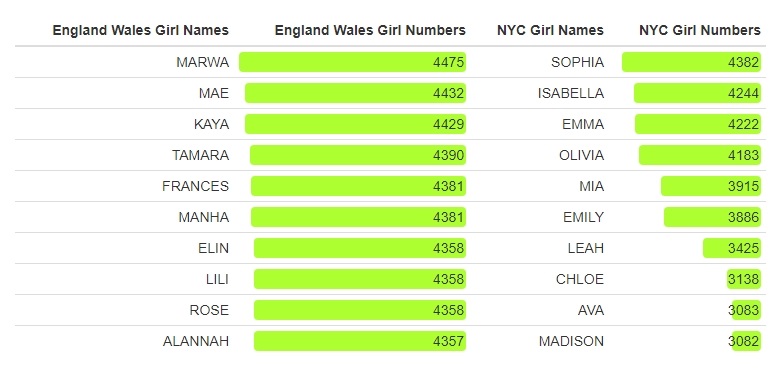 England Wales Girl Names England Wales Girl Numbers NYC Girl Names NYC Girl Numbers
MARWA 4475 SOPHIA 4382
MAE 4432 ISABELLA 4244
KAYA 4429 EMMA 4222
TAMARA 4390 OLIVIA 4183
FRANCES 4381 MIA 3915
MANHA 4381 EMILY 3886
ELIN 4358 LEAH 3425
LILI 4358 CHLOE 3138
ROSE 4358 AVA 3083
ALANNAH 4357 MADISON 3082